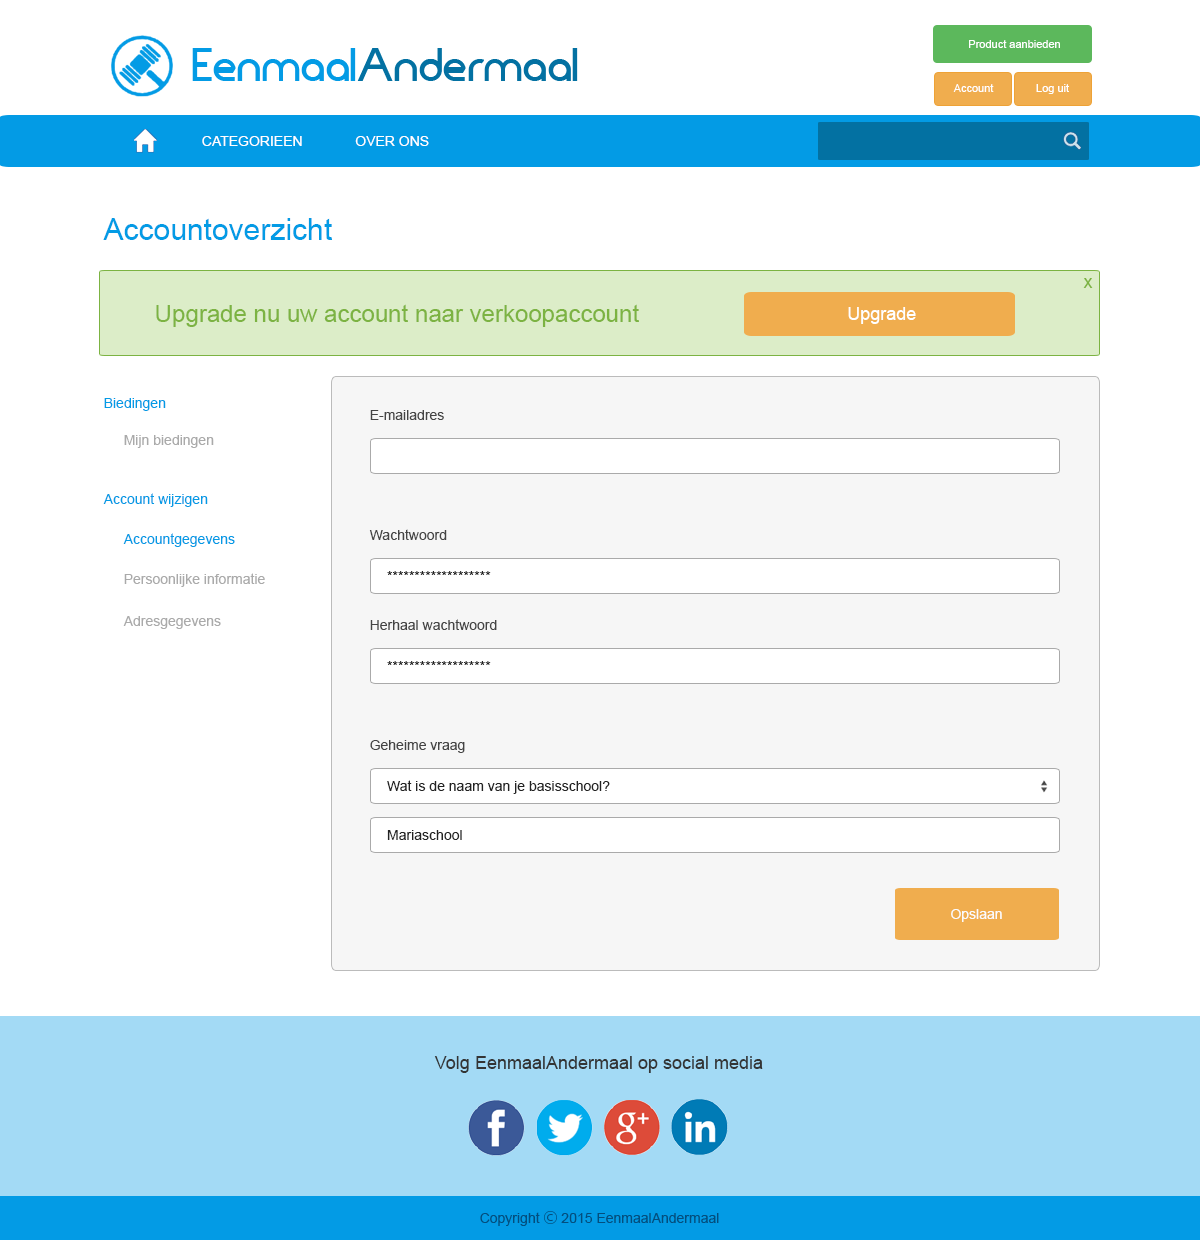 EenmaalAndermaal
Product aanbieden
Account
Log uit
CATEGORIEEN
OVER ONS
Accountoverzicht
Upgrade nu uw account naar verkoopaccount
Upgrade
X
Biedingen
Mijn biedingen
Account wijzigen
Accountgegevens
Persoonlijke informatie
Adresgegevens
E-mailadres
Wachtwoord
*******************
Herhaal wachtwoord
*******************
Geheime vraag
Wat is de naam van je basisschool?
Mariaschool
Opslaan
Volg EenmaalAndermaal op social media
f
g+
in
Copyright © 2015 EenmaalAndermaal